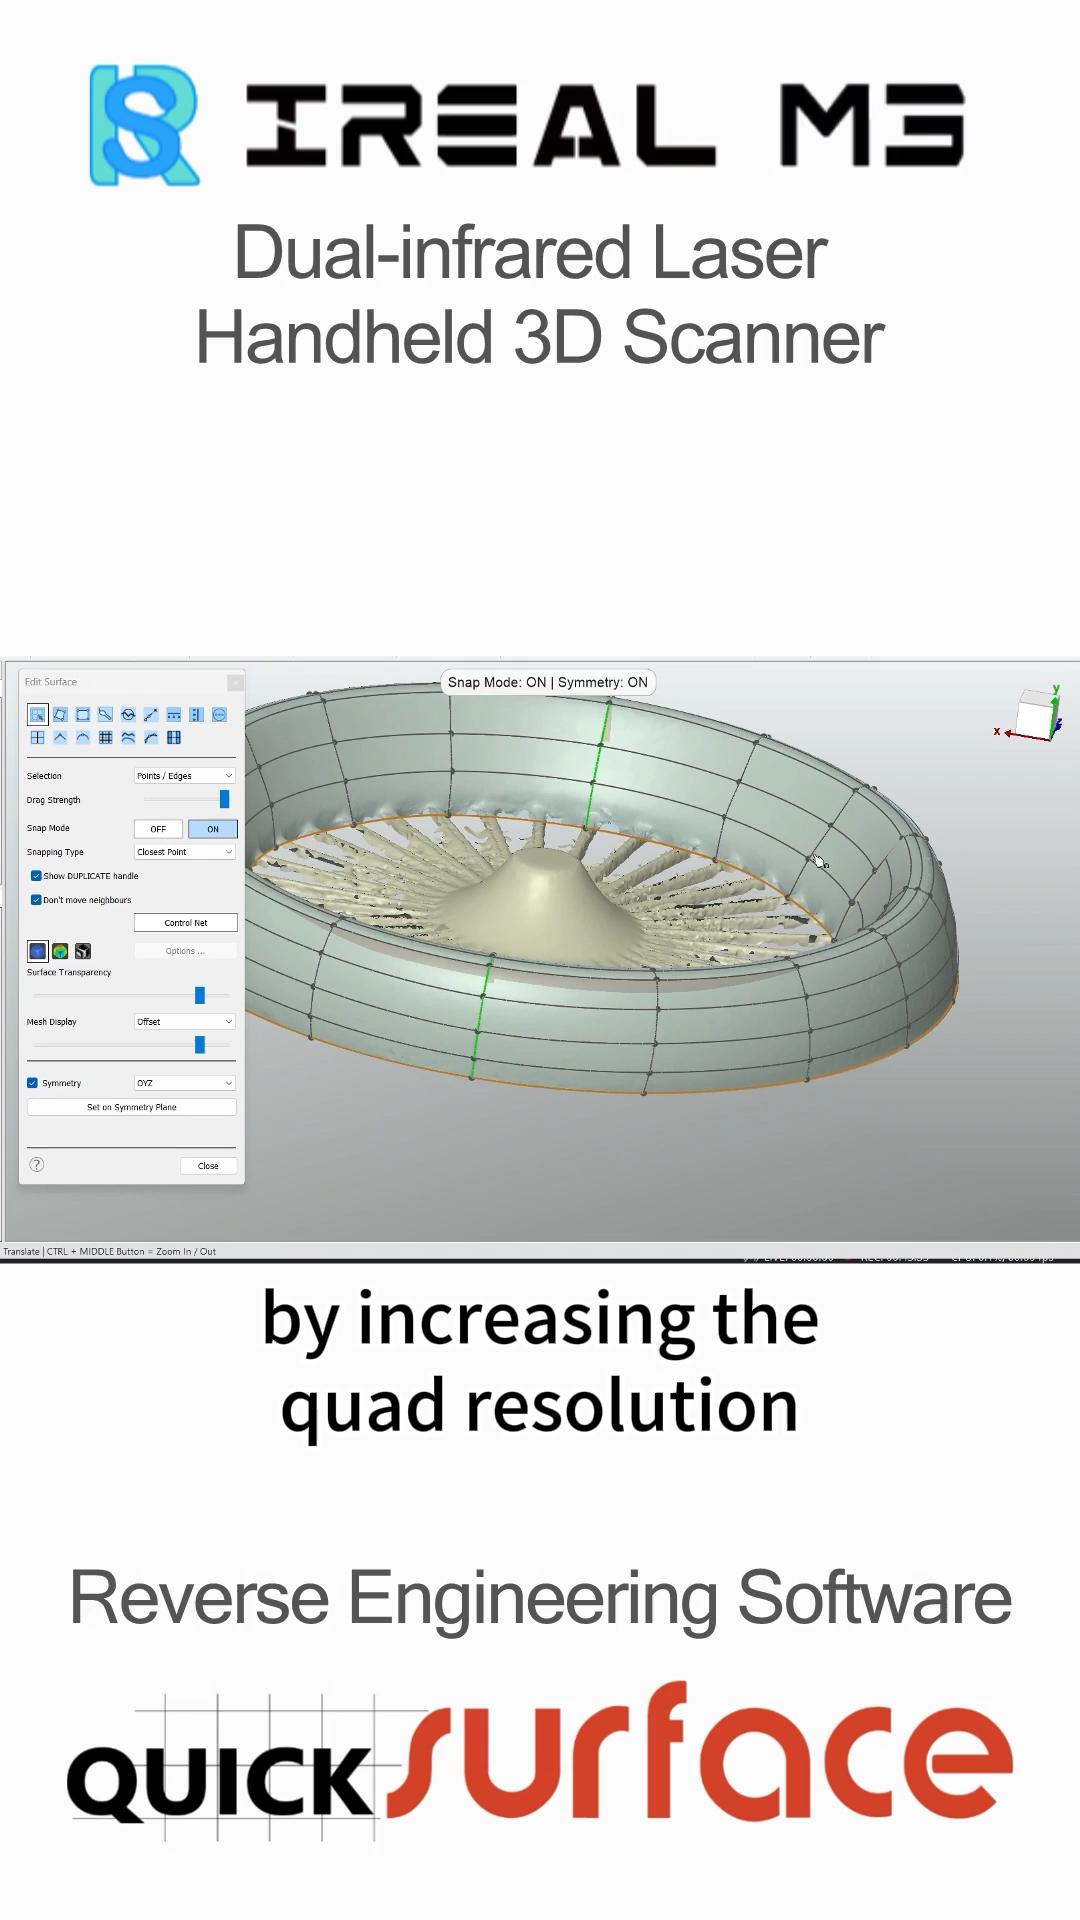 RS IREAL M3
Dual-infrared Laser
Handheld 3D Scanner
Edit Surface
Snap Mode: ON | Symmetry: ON
y
x
z
Selection Points / Edges
Drag Strength
Snap Mode OFF ON
Snapping Type Closest Point
Show DUPLICATE handle
Don't move neighbours
Control Net
Options ...
Surface Transparency
Mesh Display Offset
Symmetry OYZ
Set on Symmetry Plane
? Close
Translate | CTRL + MIDDLE Button = Zoom In / Out
by increasing the
quad resolution
Reverse Engineering Software
QUICK surface